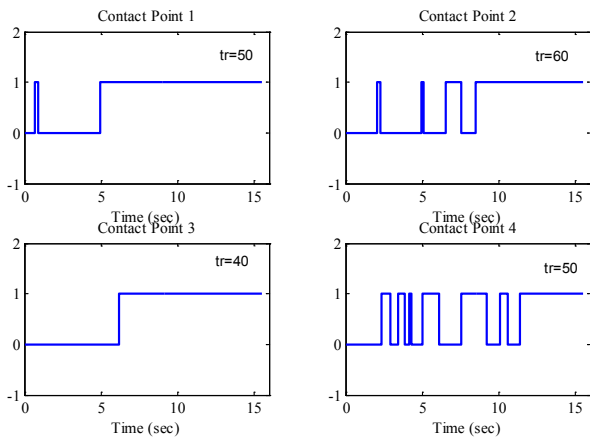 Contact Point 1
2
1
0
-1
tr=50
0 5 10 15
Time (sec)
Contact Point 2
2
1
0
-1
tr=60
0 5 10 15
Time (sec)
Contact Point 3
2
1
0
-1
tr=40
0 5 10 15
Time (sec)
Contact Point 4
2
1
0
-1
tr=50
0 5 10 15
Time (sec)